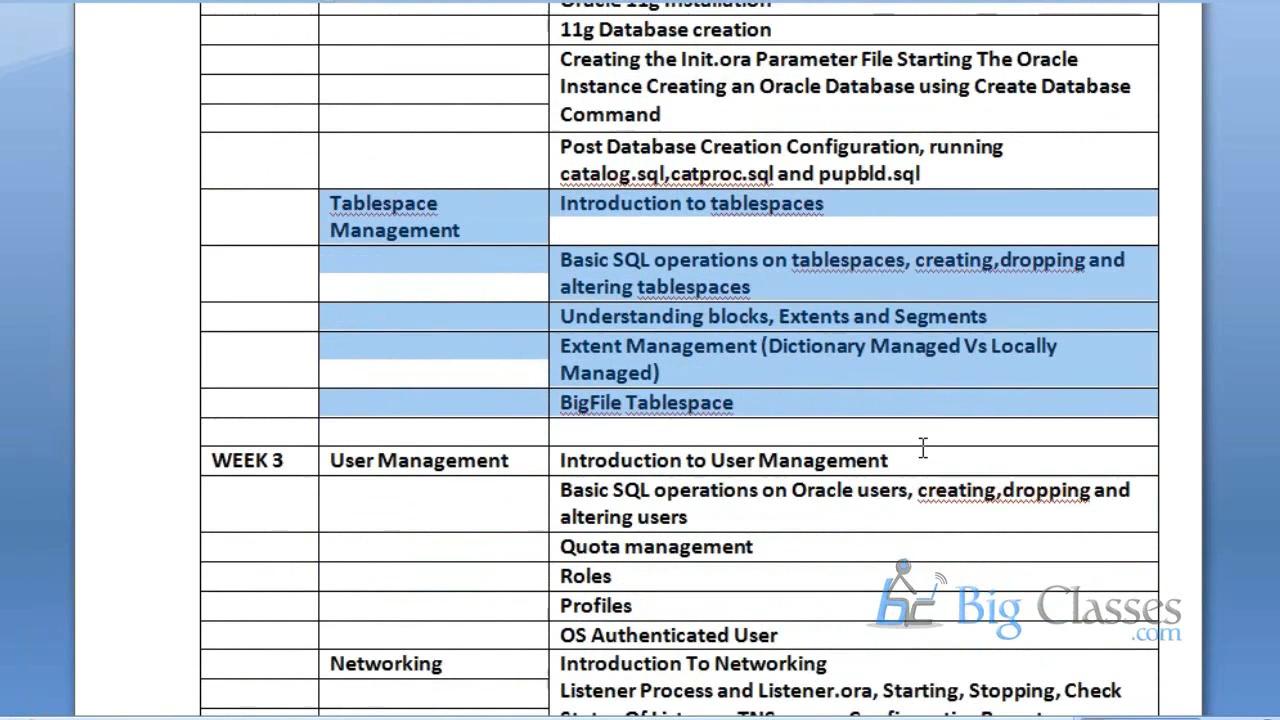 Oracle 11g Installation
11g Database creation
Creating the Init.ora Parameter File Starting The Oracle
Instance Creating an Oracle Database using Create Database
Command
Post Database Creation Configuration, running
catalog.sql,catproc.sql and pupbld.sql
Tablespace
Management
Introduction to tablespaces
Basic SQL operations on tablespaces, creating,dropping and
altering tablespaces
Understanding blocks, Extents and Segments
Extent Management (Dictionary Managed Vs Locally
Managed)
BigFile Tablespace
WEEK 3 User Management Introduction to User Management
Basic SQL operations on Oracle users, creating,dropping and
altering users
Quota management
Roles
Profiles
OS Authenticated User
Networking Introduction To Networking
Listener Process and Listener.ora, Starting, Stopping, Check
bc Big Classes
.com